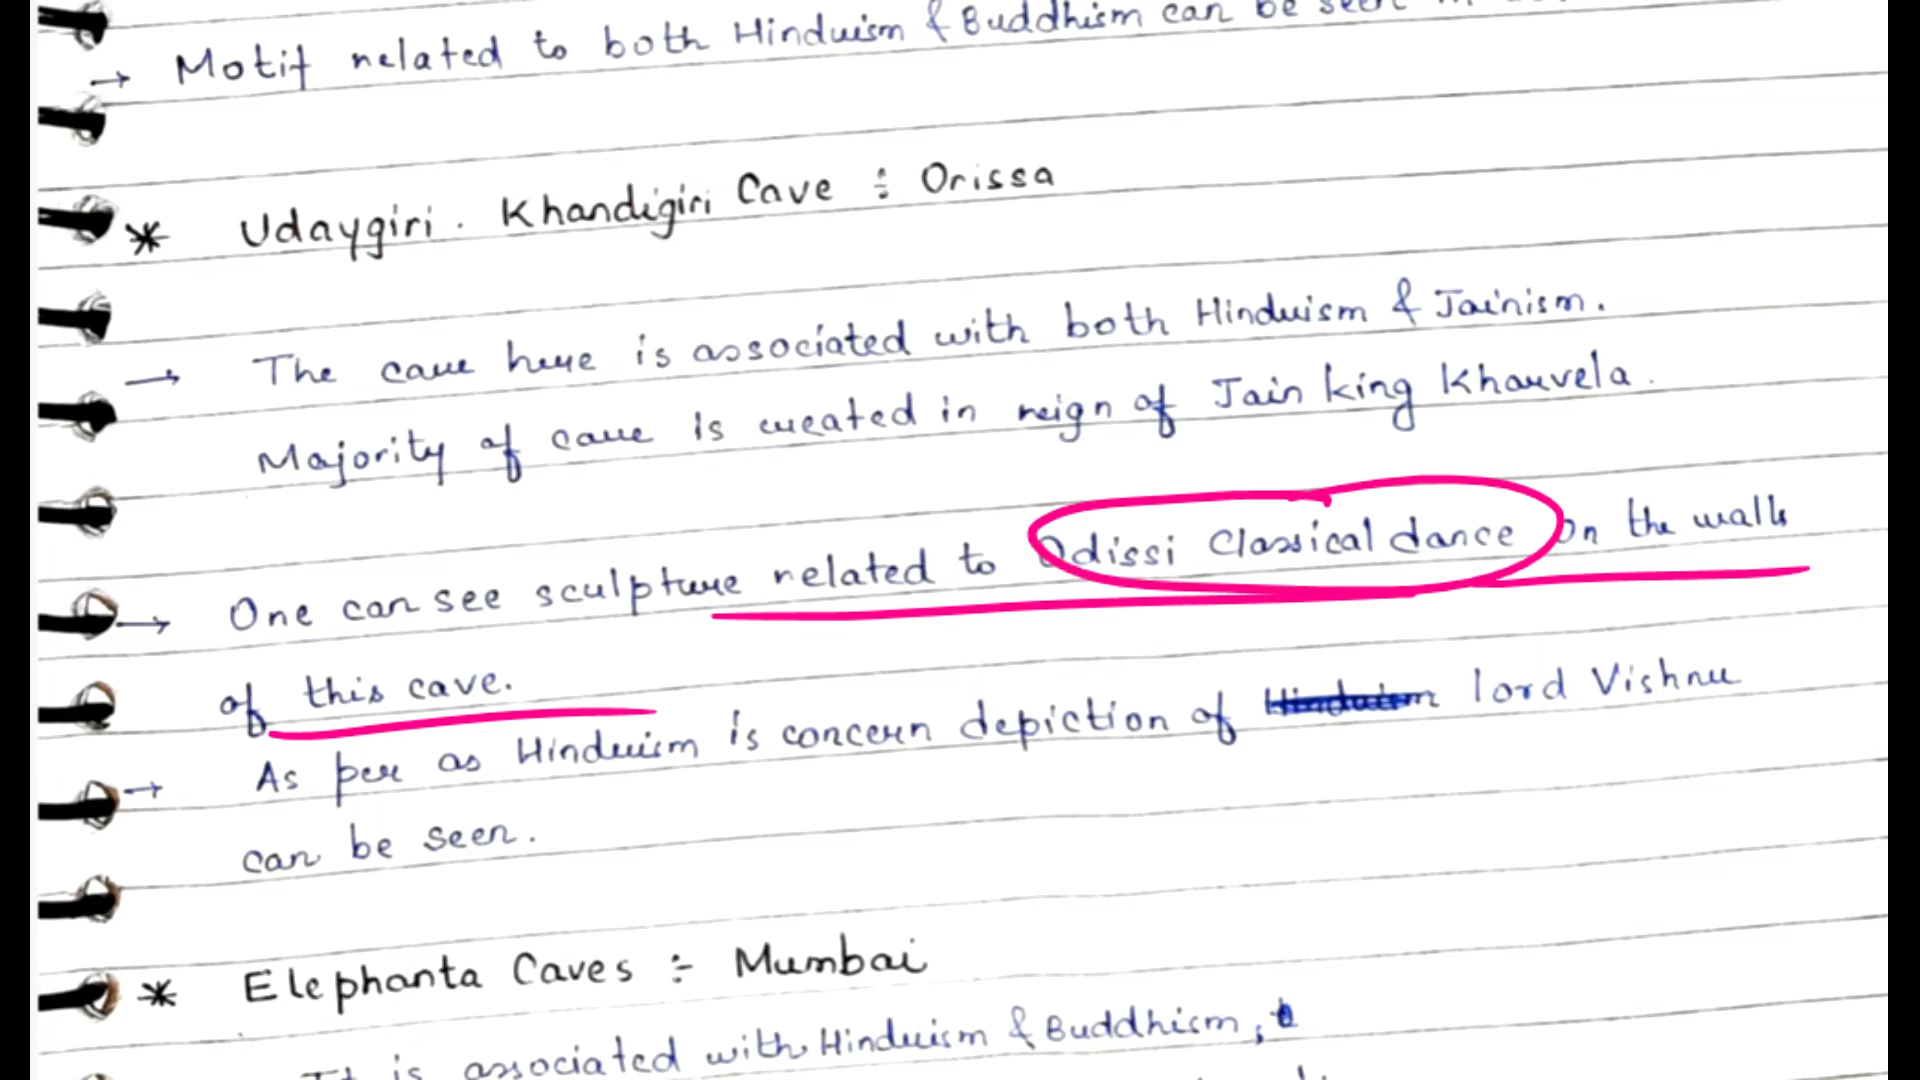 → Motif related to both Hinduism & Buddhism can be seen in
* Udaygiri. Khandigiri Cave ÷ Orissa
→ The cave here is associated with both Hinduism & Jainism.
Majority of cave is created in reign of Jain king Kharvela.
→ One can see sculpture related to Odissi Classical dance on the walls
of this cave.
→ As per as Hinduism is concern depiction of Hinduism lord Vishnu
can be seen.
* Elephanta Caves ÷ Mumbai
It is associated with Hinduism & Buddhism,